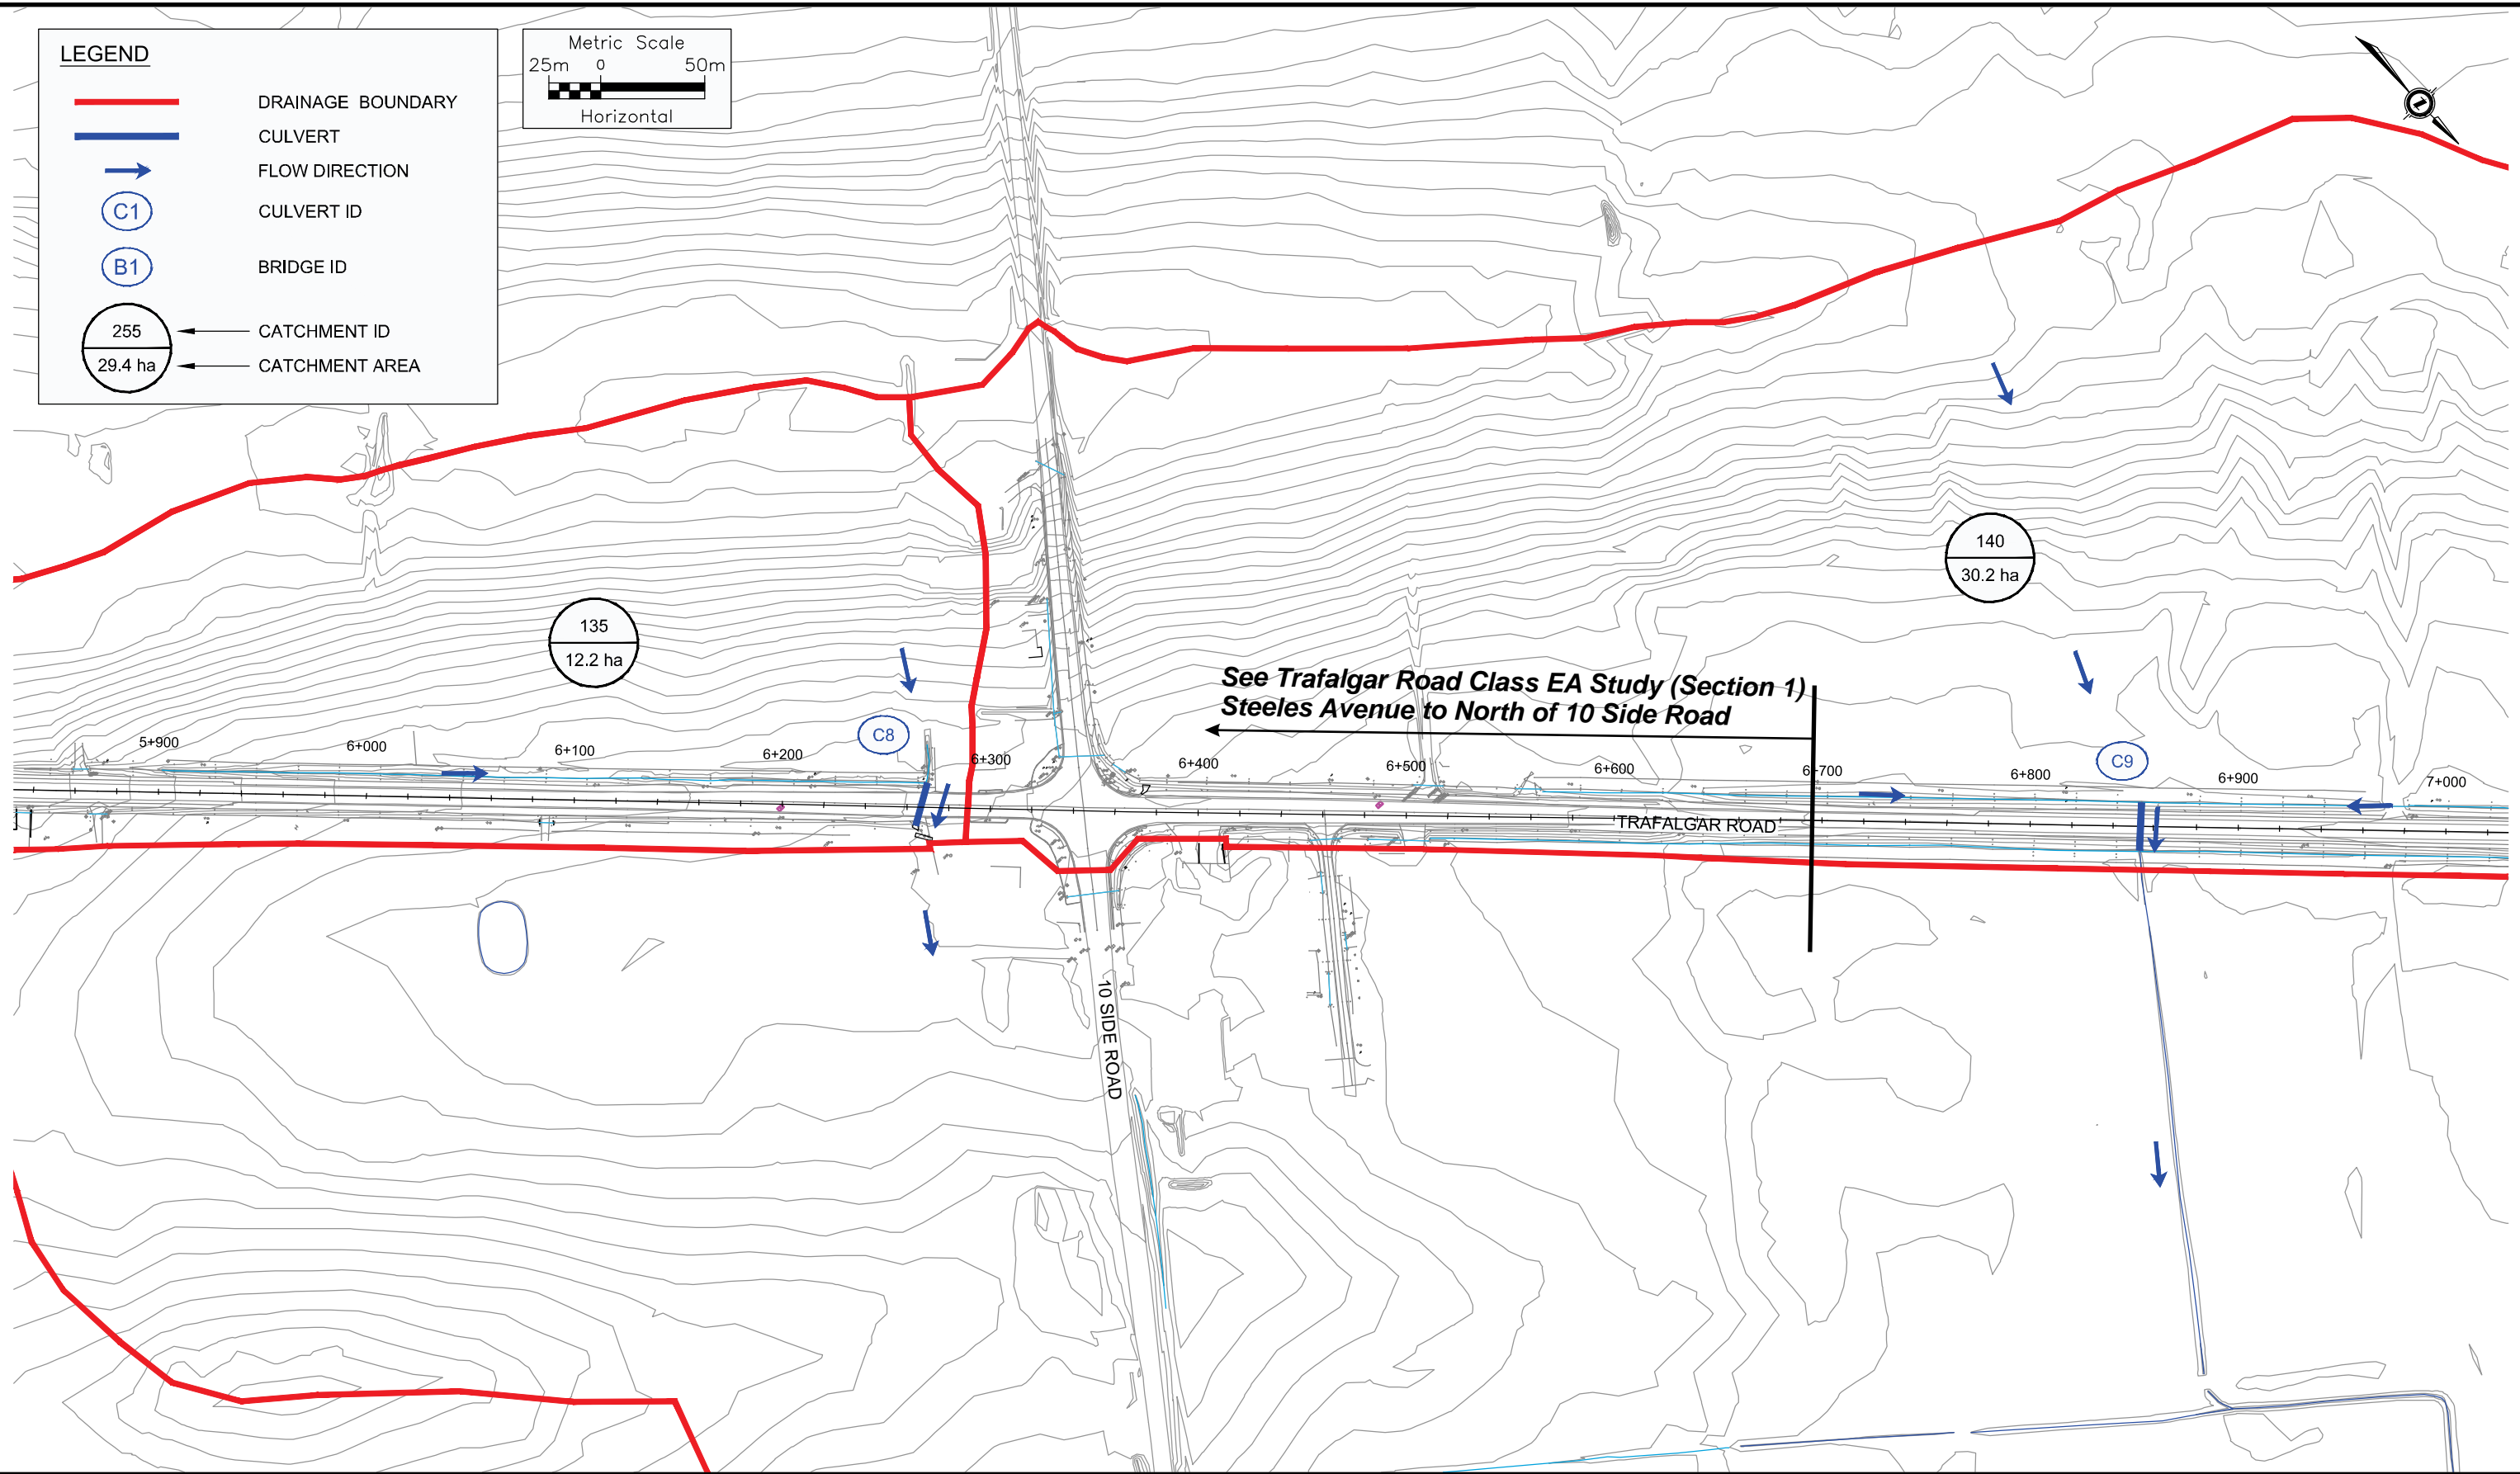 LEGEND
DRAINAGE BOUNDARY
CULVERT
FLOW DIRECTION
C1 CULVERT ID
B1 BRIDGE ID
255 CATCHMENT ID
29.4 ha CATCHMENT AREA
Metric Scale
25m 0 50m
Horizontal
N
140
30.2 ha
135
12.2 ha
See Trafalgar Road Class EA Study (Section 1)
Steeles Avenue to North of 10 Side Road
C8
C9
5+900 6+000 6+100 6+200 6+300 6+400 6+500 6+600 6+700 6+800 6+900 7+000
TRAFALGAR ROAD
10 SIDE ROAD